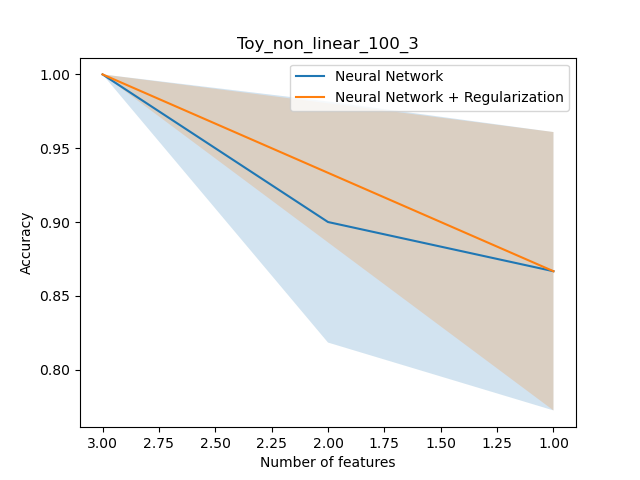 Toy_non_linear_100_3
Neural Network
Neural Network + Regularization
Accuracy
1.00
0.95
0.90
0.85
0.80
3.00 2.75 2.50 2.25 2.00 1.75 1.50 1.25 1.00
Number of features